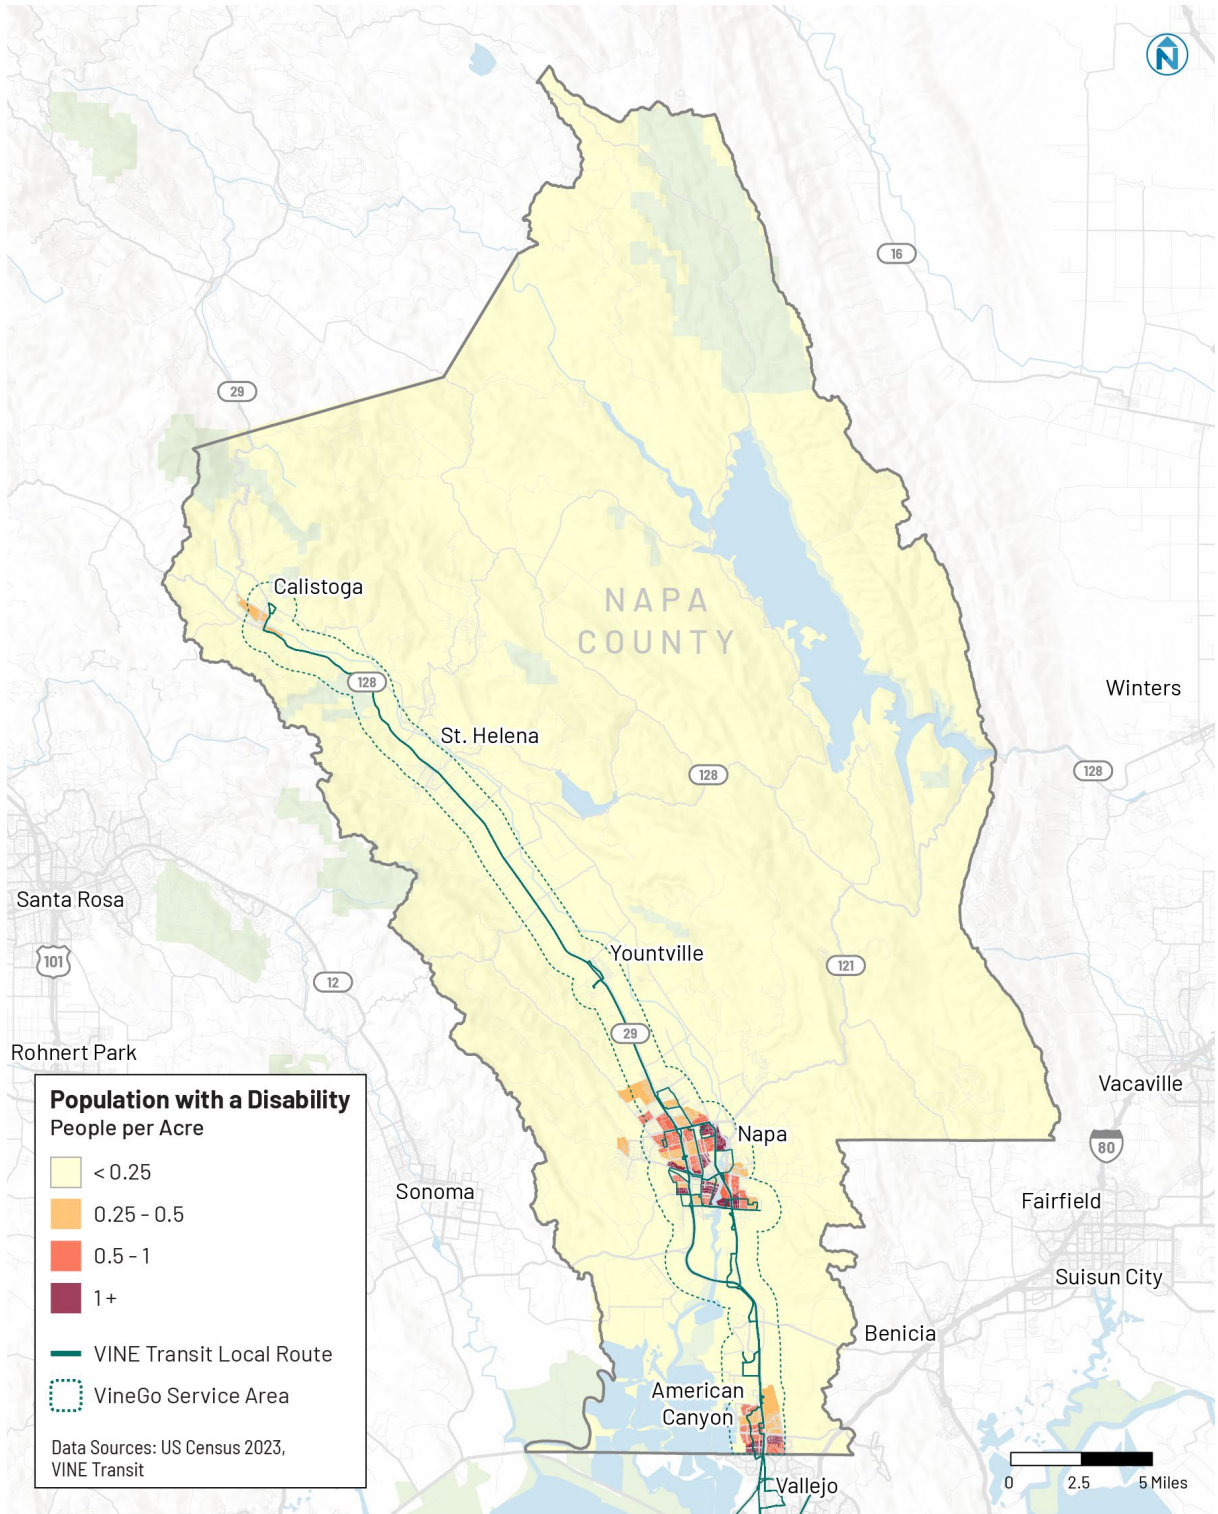 N
16
29
Calistoga
NAPA
COUNTY
128
Winters
St. Helena
128
128
Santa Rosa
101
12
Yountville
121
29
Rohnert Park
Vacaville
80
Napa
Sonoma
Fairfield
Suisun City
Benicia
American
Canyon
Vallejo
Population with a Disability
People per Acre
< 0.25
0.25 - 0.5
0.5 - 1
1 +
VINE Transit Local Route
VineGo Service Area
Data Sources: US Census 2023,
VINE Transit
0 2.5 5 Miles